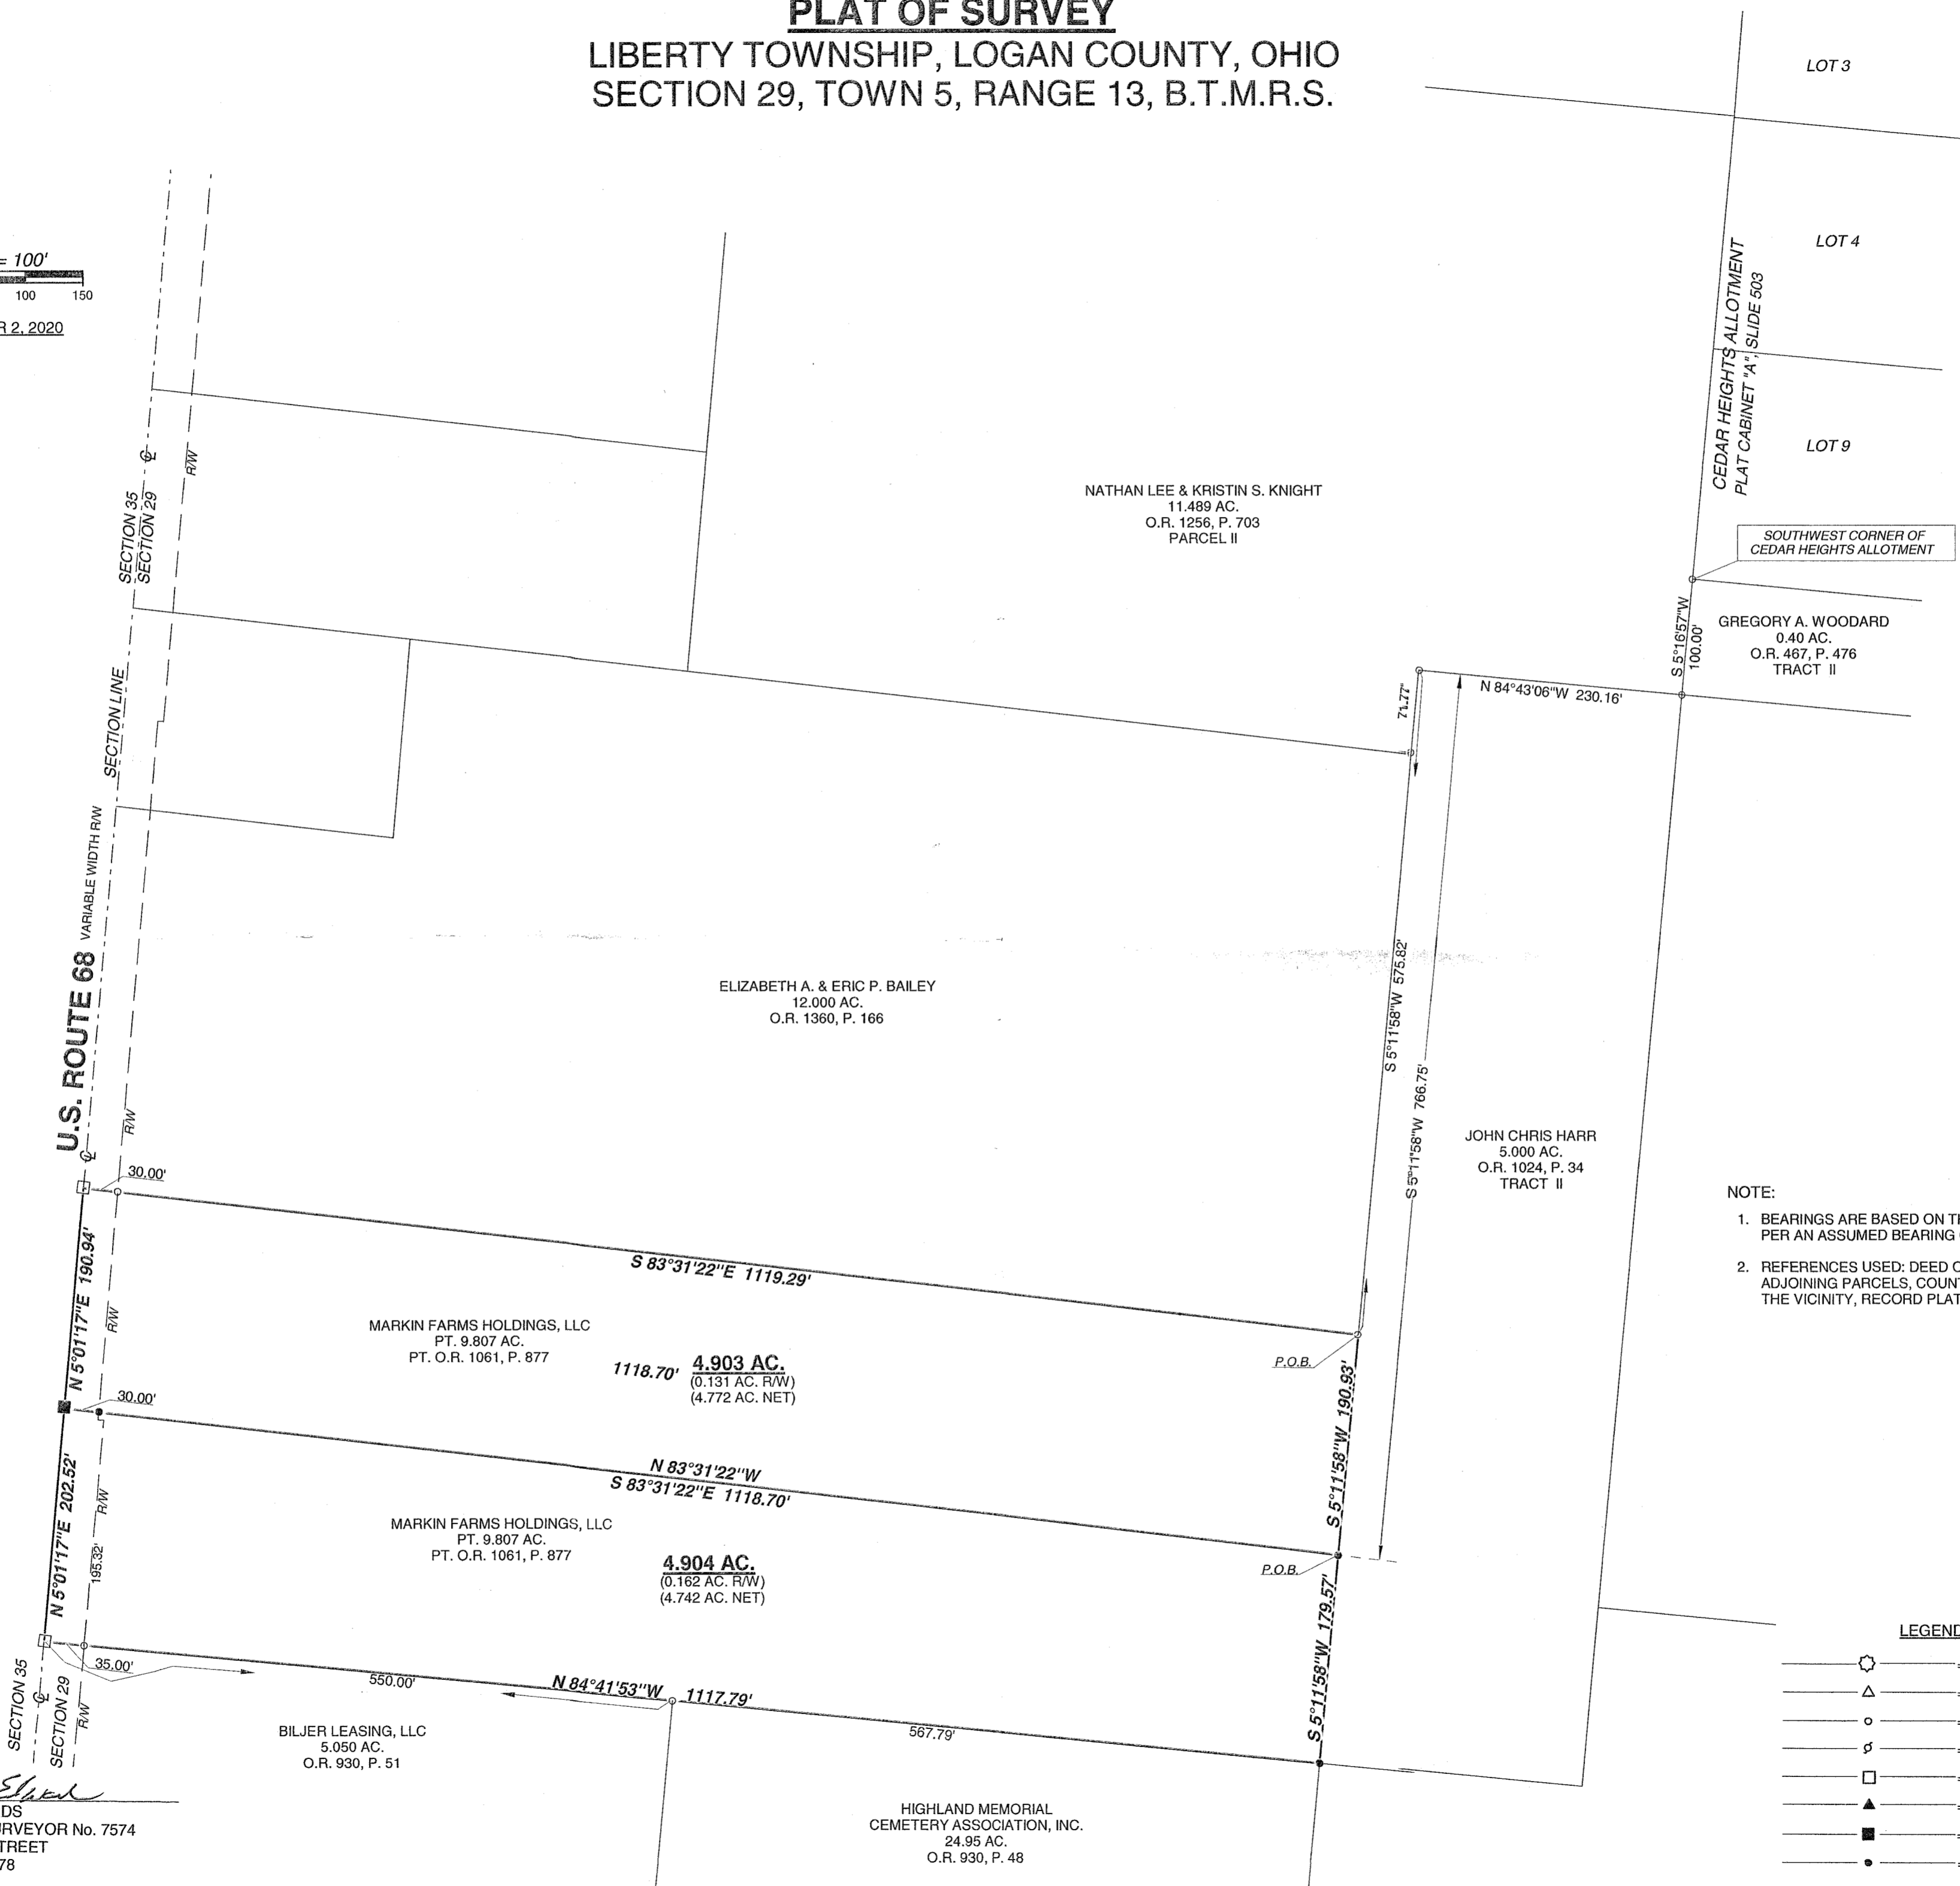 PLAT OF SURVEY
LIBERTY TOWNSHIP, LOGAN COUNTY, OHIO
SECTION 29, TOWN 5, RANGE 13, B.T.M.R.S.
LOT 3
LOT 4
LOT 9
CEDAR HEIGHTS ALLOTMENT
PLAT CABINET "A", SLIDE 503
= 100'
100 150
R 2, 2020
SECTION 35
SECTION 29
R/W
NATHAN LEE & KRISTIN S. KNIGHT
11.489 AC.
O.R. 1256, P. 703
PARCEL II
SOUTHWEST CORNER OF
CEDAR HEIGHTS ALLOTMENT
S 5°16'57"W
100.00'
GREGORY A. WOODARD
0.40 AC.
O.R. 467, P. 476
TRACT II
N 84°43'06"W 230.16'
71.77'
SECTION LINE
U.S. ROUTE 68 VARIABLE WIDTH R/W
R/W
ELIZABETH A. & ERIC P. BAILEY
12.000 AC.
O.R. 1360, P. 166
S 5°11'58"W 575.82'
S 5°11'58"W 766.75'
JOHN CHRIS HARR
5.000 AC.
O.R. 1024, P. 34
TRACT II
NOTE:
1. BEARINGS ARE BASED ON
PER AN ASSUMED BEARING
2. REFERENCES USED: DEED
ADJOINING PARCELS,
THE VICINITY, RECORD PLAT
30.00'
S 83°31'22"E 1119.29'
N 5°01'17"E 190.94'
R/W
MARKIN FARMS HOLDINGS, LLC
PT. 9.807 AC.
PT. O.R. 1061, P. 877
1118.70'
4.903 AC.
(0.131 AC. R/W)
(4.772 AC. NET)
P.O.B.
S 5°11'58"W 190.93'
30.00'
N 83°31'22"W
S 83°31'22"E 1118.70'
N 5°01'17"E 202.52'
R/W
195.32'
MARKIN FARMS HOLDINGS, LLC
PT. 9.807 AC.
PT. O.R. 1061, P. 877
4.904 AC.
(0.162 AC. R/W)
(4.742 AC. NET)
P.O.B.
S 5°11'58"W 179.57'
35.00'
550.00'
N 84°41'53"W 1117.79'
567.79'
SECTION 35
SECTION 29
R/W
BILJER LEASING, LLC
5.050 AC.
O.R. 930, P. 51
HIGHLAND MEMORIAL
CEMETERY ASSOCIATION, INC.
24.95 AC.
O.R. 930, P. 48
LEGEND
DS
RVEYOR No. 7574
TREET
78